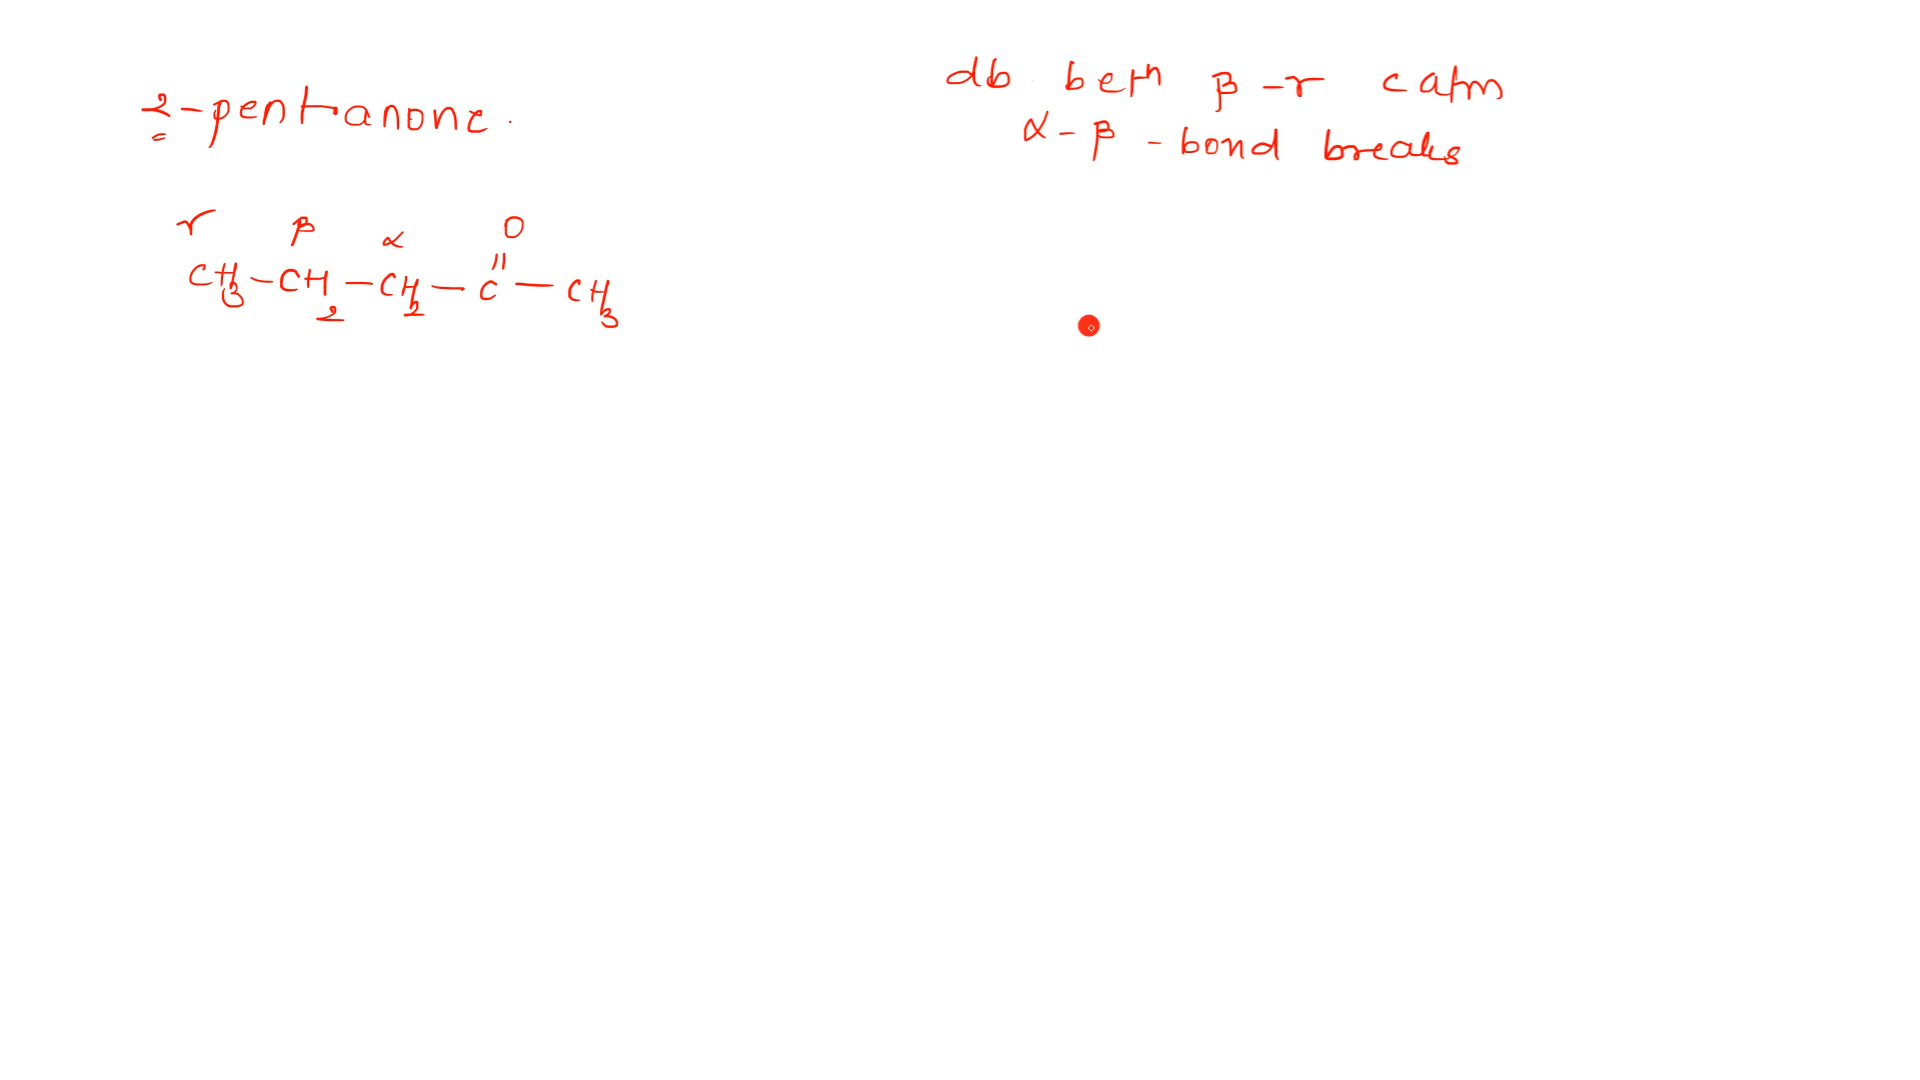 2-pentanone.
db betn β-r catm
α-β-bond breaks
r β α O
CH3-CH2-CH2-C-CH3